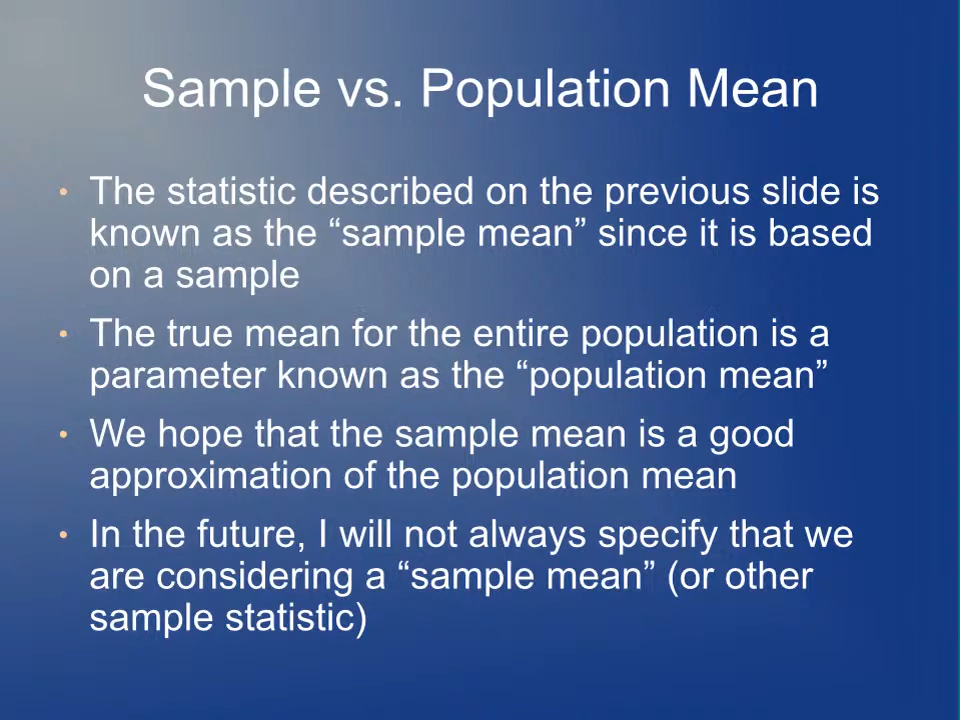 Sample vs. Population Mean
• The statistic described on the previous slide is
known as the “sample mean” since it is based
on a sample
• The true mean for the entire population is a
parameter known as the “population mean”
• We hope that the sample mean is a good
approximation of the population mean
• In the future, I will not always specify that we
are considering a “sample mean” (or other
sample statistic)